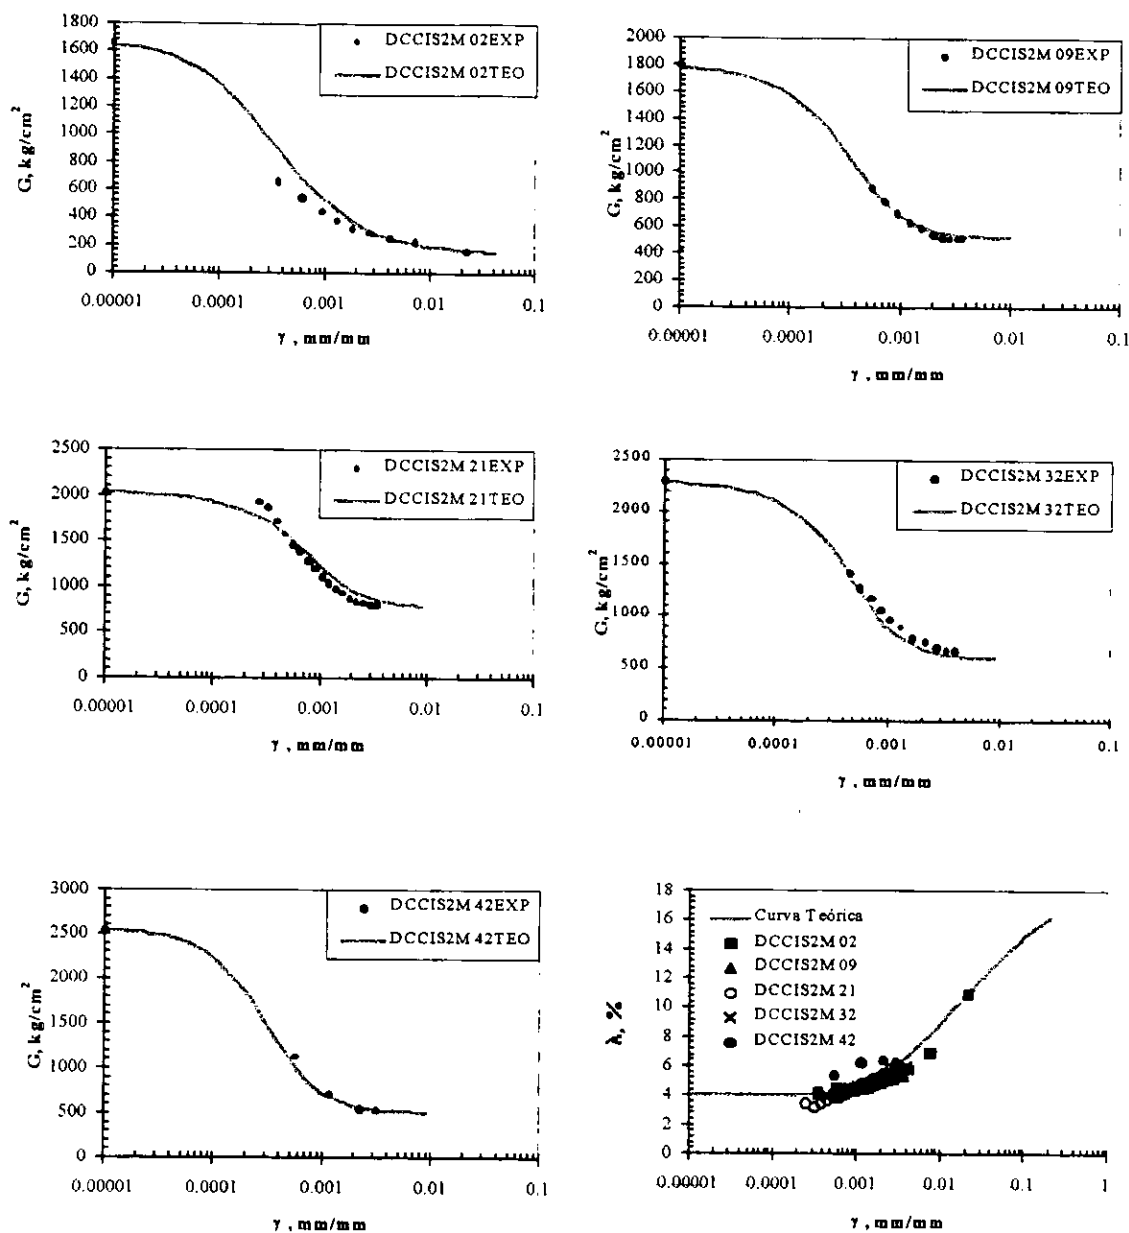 1800
1600
1400
1200
1000
800
600
400
200
0
G, kg/cm²
DCCIS2M 02EXP
DCCIS2M 02TEO
0.00001 0.0001 0.001 0.01 0.1
γ , mm/mm
2000
1800
1600
1400
1200
1000
800
600
400
200
0
G, kg/cm²
DCCIS2M 09EXP
DCCIS2M 09TEO
0.00001 0.0001 0.001 0.01 0.1
γ , mm/mm
2500
2000
1500
1000
500
0
G, kg/cm²
DCCIS2M 21EXP
DCCIS2M 21TEO
0.00001 0.0001 0.001 0.01 0.1
γ , mm/mm
2500
2000
1500
1000
500
0
G, kg/cm²
DCCIS2M 32EXP
DCCIS2M 32TEO
0.00001 0.0001 0.001 0.01 0.1
γ , mm/mm
3000
2500
2000
1500
1000
500
0
G, kg/cm²
DCCIS2M 42EXP
DCCIS2M 42TEO
0.00001 0.0001 0.001 0.01 0.1
γ , mm/mm
18
16
14
12
10
8
6
4
2
0
λ, %
Curva Teórica
DCCIS2M 02
DCCIS2M 09
DCCIS2M 21
DCCIS2M 32
DCCIS2M 42
0.00001 0.0001 0.001 0.01 0.1 1
γ , mm/mm